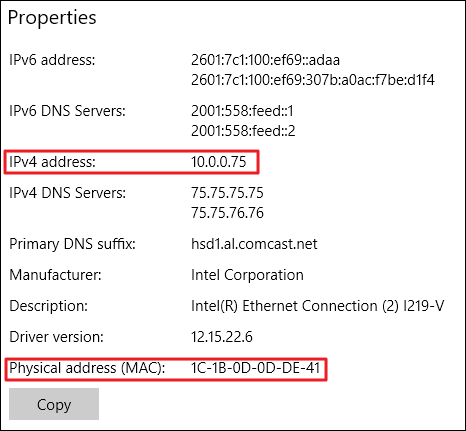 Properties
IPv6 address: 2601:7c1:100:ef69::adaa
2601:7c1:100:ef69:307b:a0ac:f7be:d1f4
IPv6 DNS Servers: 2001:558:feed::1
2001:558:feed::2
IPv4 address: 10.0.0.75
IPv4 DNS Servers: 75.75.75.75
75.75.76.76
Primary DNS suffix: hsd1.al.comcast.net
Manufacturer: Intel Corporation
Description: Intel(R) Ethernet Connection (2) I219-V
Driver version: 12.15.22.6
Physical address (MAC): 1C-1B-0D-0D-DE-41
Copy